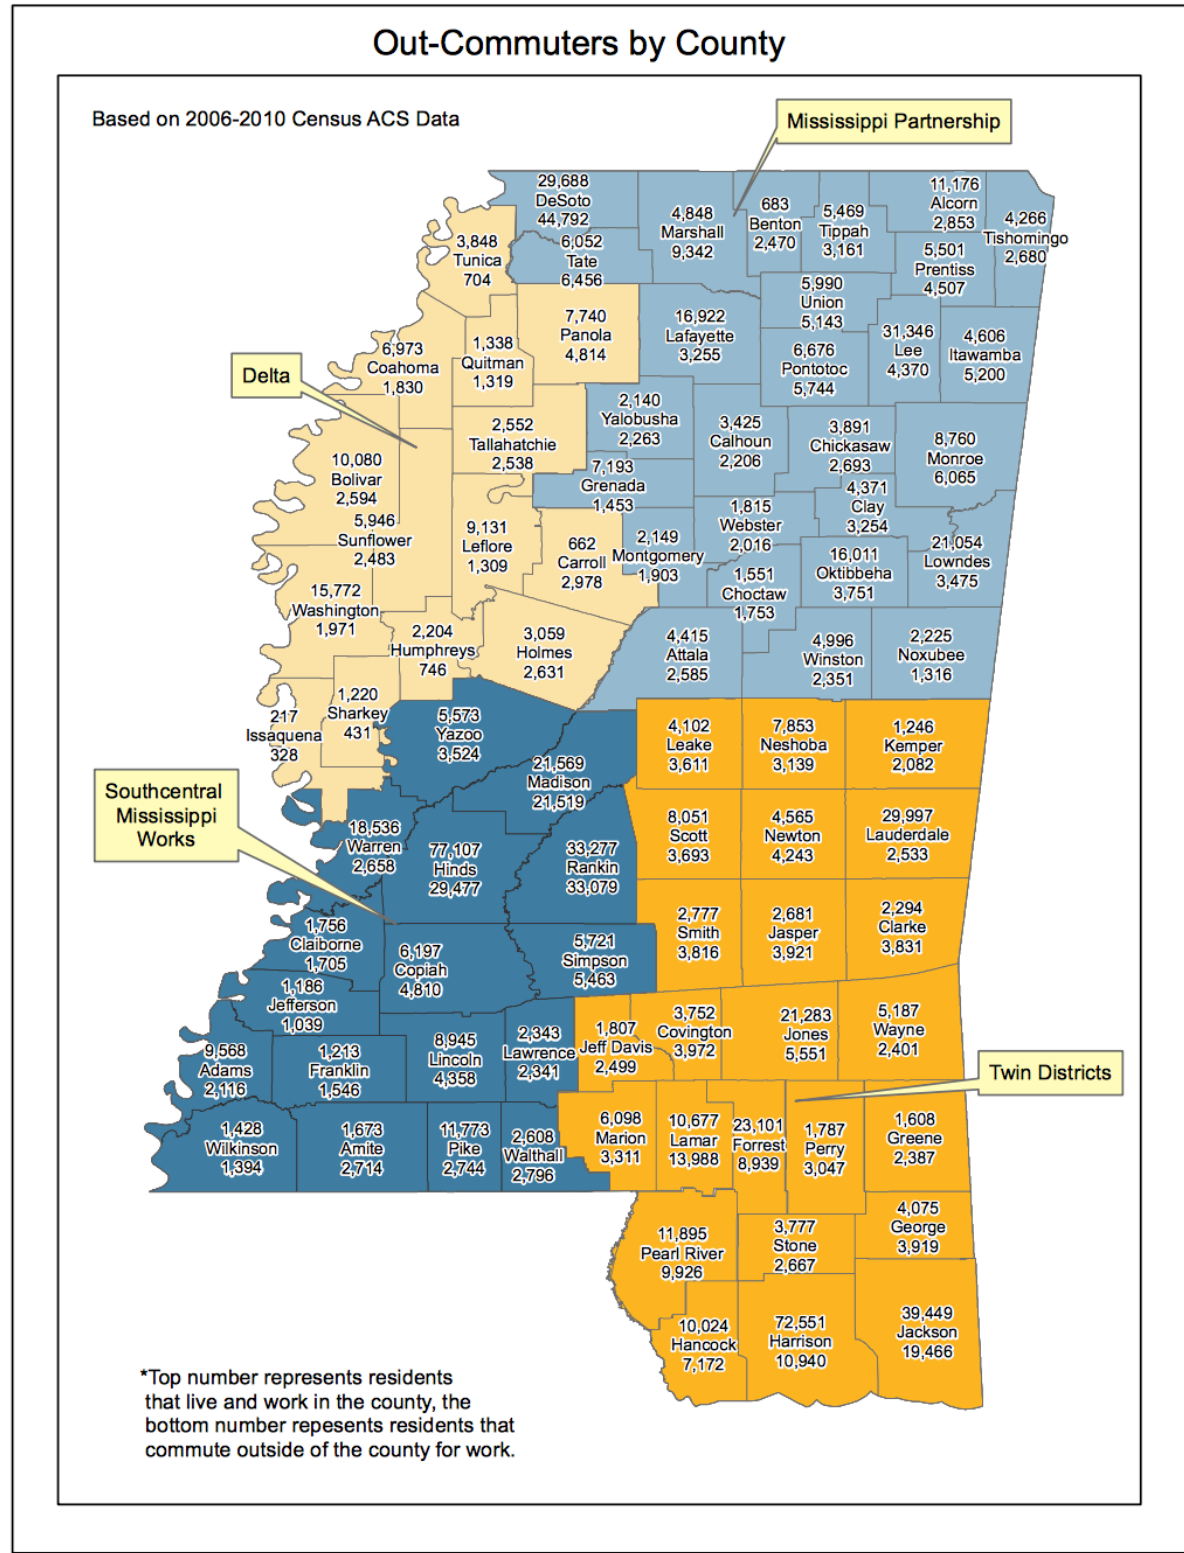 Out-Commuters by County
Based on 2006-2010 Census ACS Data
Mississippi Partnership
29,688
DeSoto
44,792
4,848
Marshall
9,342
683
Benton
2,470
5,469
Tippah
3,161
11,176
Alcorn
2,853
4,266
Tishomingo
2,680
3,848
Tunica
704
6,052
Tate
6,456
5,501
Prentiss
4,507
5,990
Union
5,143
7,740
Panola
4,814
16,922
Lafayette
3,255
31,346
Lee
4,370
4,606
Itawamba
5,200
6,973
Coahoma
1,830
1,338
Quitman
1,319
6,676
Pontotoc
5,744
Delta
2,552
Tallahatchie
2,538
2,140
Yalobusha
2,263
3,425
Calhoun
2,206
3,891
Chickasaw
2,693
8,760
Monroe
6,065
10,080
Bolivar
2,594
7,193
Grenada
1,453
4,371
Clay
3,254
5,946
Sunflower
2,483
9,131
Leflore
1,309
662
Carroll
2,978
2,149
Montgomery
1,903
1,815
Webster
2,016
16,011
Oktibbeha
3,751
21,054
Lowndes
3,475
1,551
Choctaw
1,753
15,772
Washington
1,971
2,204
Humphreys
746
3,059
Holmes
2,631
4,415
Attala
2,585
4,996
Winston
2,351
2,225
Noxubee
1,316
217
Issaquena
328
1,220
Sharkey
431
5,573
Yazoo
3,524
21,569
Madison
21,519
4,102
Leake
3,611
7,853
Neshoba
3,139
1,246
Kemper
2,082
Southcentral
Mississippi
Works
18,536
Warren
2,658
77,107
Hinds
29,477
33,277
Rankin
33,079
8,051
Scott
3,693
4,565
Newton
4,243
29,997
Lauderdale
2,533
1,756
Claiborne
1,705
6,197
Copiah
4,810
5,721
Simpson
5,463
2,777
Smith
3,816
2,681
Jasper
3,921
2,294
Clarke
3,831
1,186
Jefferson
1,039
9,568
Adams
2,116
1,213
Franklin
1,546
8,945
Lincoln
4,358
2,343
Lawrence
2,341
1,807
Jeff Davis
2,499
3,752
Covington
3,972
21,283
Jones
5,551
5,187
Wayne
2,401
Twin Districts
1,428
Wilkinson
1,394
1,673
Amite
2,714
11,773
Pike
2,744
2,608
Walthall
2,796
6,098
Marion
3,311
10,677
Lamar
13,988
23,101
Forrest
8,939
1,787
Perry
3,047
1,608
Greene
2,387
11,895
Pearl River
9,926
3,777
Stone
2,667
4,075
George
3,919
10,024
Hancock
7,172
72,551
Harrison
10,940
39,449
Jackson
19,466
*Top number represents residents
that live and work in the county, the
bottom number repesents residents that
commute outside of the county for work.